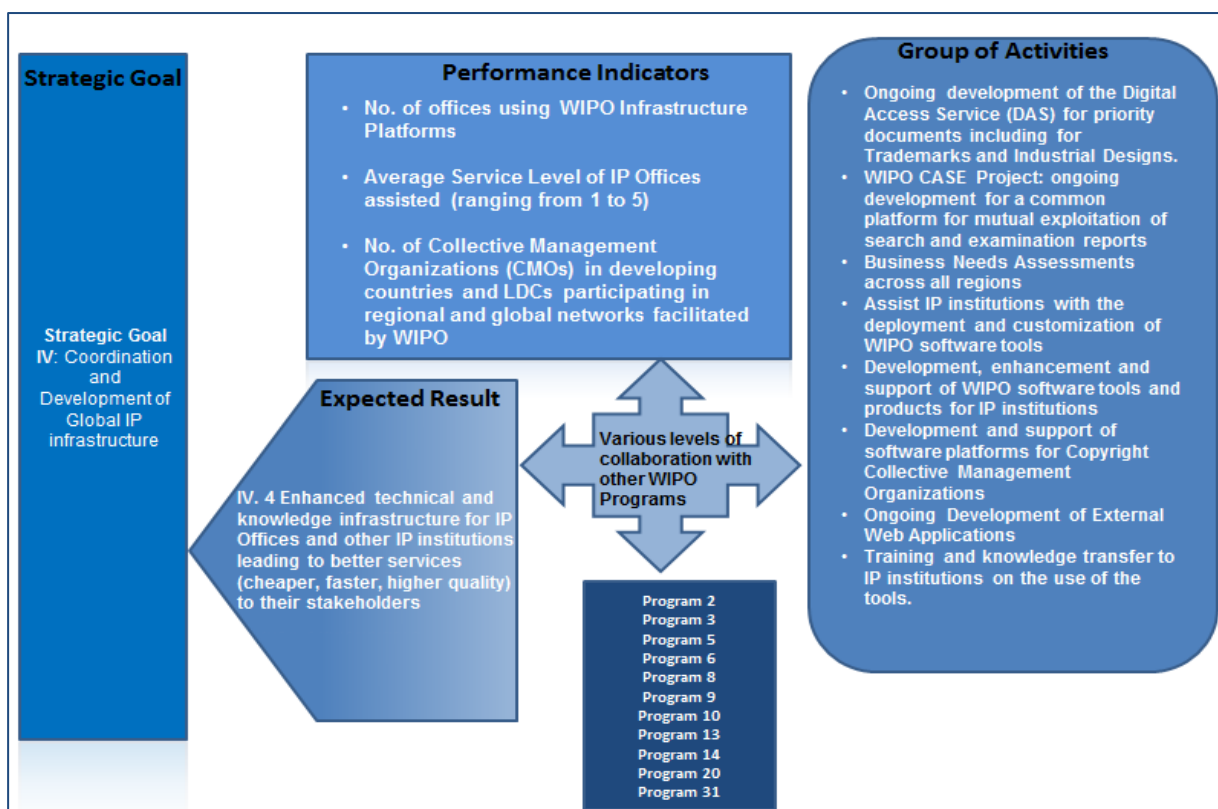 Strategic Goal
Strategic Goal
IV: Coordination
and
Development of
Global IP
infrastructure
Performance Indicators
• No. of offices using WIPO Infrastructure
Platforms
• Average Service Level of IP Offices
assisted (ranging from 1 to 5)
• No. of Collective Management
Organizations (CMOs) in developing
countries and LDCs participating in
regional and global networks facilitated
by WIPO
Expected Result
IV. 4 Enhanced technical and
knowledge infrastructure for IP
Offices and other IP institutions
leading to better services
(cheaper, faster, higher quality)
to their stakeholders
Various levels of
collaboration with
other WIPO
Programs
Program 2
Program 3
Program 5
Program 6
Program 8
Program 9
Program 10
Program 13
Program 14
Program 20
Program 31
Group of Activities
• Ongoing development of the Digital
Access Service (DAS) for priority
documents including for
Trademarks and Industrial Designs.
• WIPO CASE Project: ongoing
development for a common
platform for mutual exploitation of
search and examination reports
• Business Needs Assessments
across all regions
• Assist IP institutions with the
deployment and customization of
WIPO software tools
• Development, enhancement and
support of WIPO software tools and
products for IP institutions
• Development and support of
software platforms for Copyright
Collective Management
Organizations
• Ongoing Development of External
Web Applications
• Training and knowledge transfer to
IP institutions on the use of the
tools.